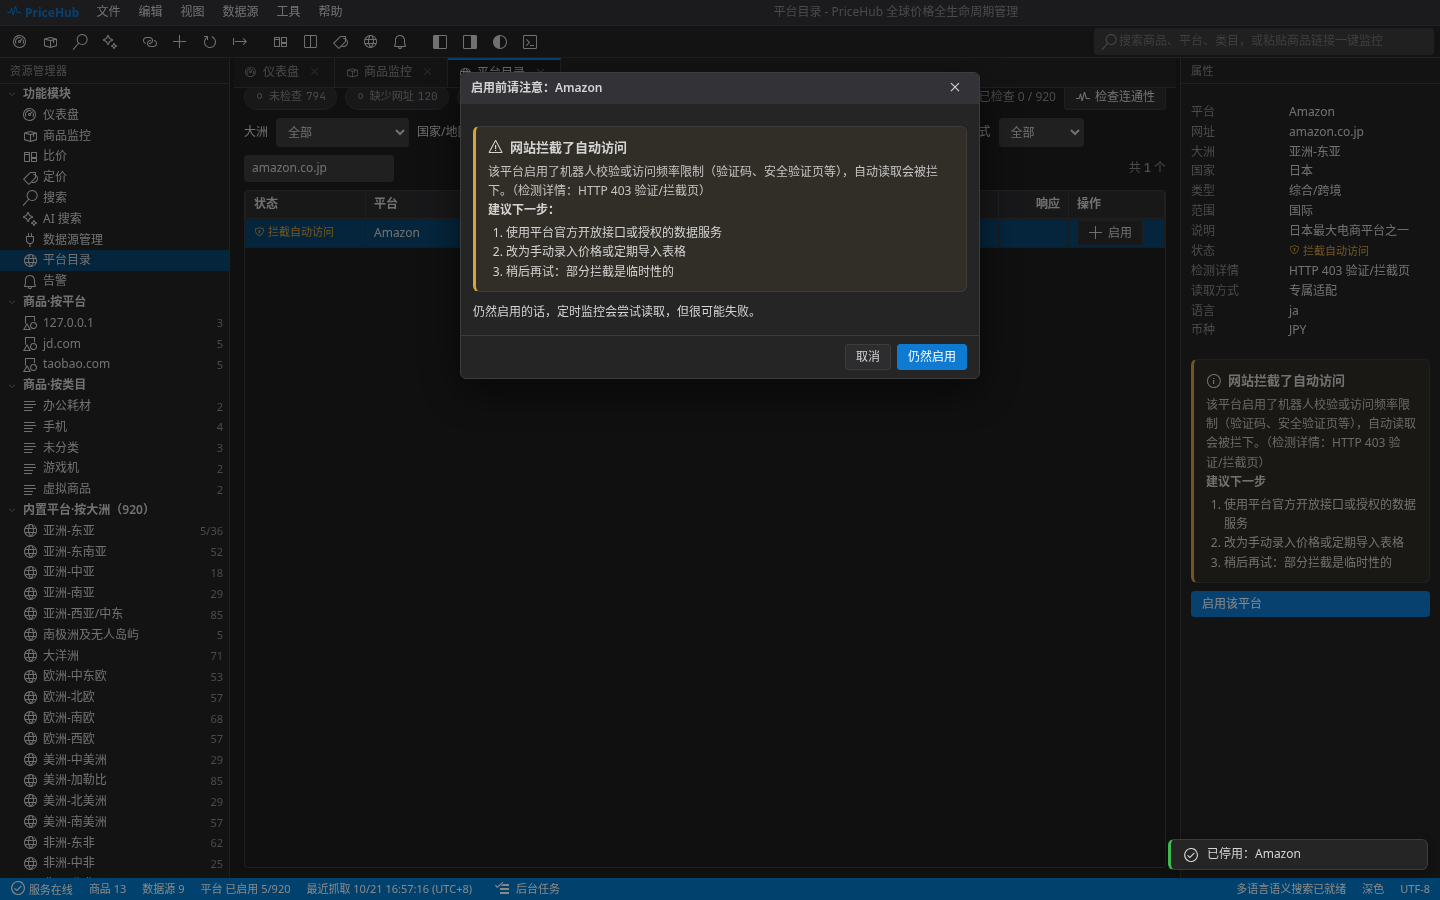 PriceHub 文件 编辑 视图 数据源 工具 帮助 平台目录 - PriceHub 全球价格全生命周期管理
搜索商品、平台、类目，或粘贴商品链接一键监控
资源管理器
功能模块
仪表盘
商品监控
比价
定价
搜索
AI 搜索
数据源管理
平台目录
告警
商品·按平台
127.0.0.1 3
jd.com 5
taobao.com 5
商品·按类目
办公耗材 2
手机 4
未分类 3
游戏机 2
虚拟商品 2
内置平台·按大洲（920）
亚洲-东亚 5/36
亚洲-东南亚 52
亚洲-中亚 18
亚洲-南亚 29
亚洲-西亚/中东 85
南极洲及无人岛屿 5
大洋洲 71
欧洲-中东欧 53
欧洲-北欧 57
欧洲-南欧 68
欧洲-西欧 57
美洲-中美洲 29
美洲-加勒比 85
美洲-北美洲 29
美洲-南美洲 57
非洲-东非 62
非洲-中非 25
仪表盘 商品监控 平台目录
未检查 794 缺少网址 120 已检查 0 / 920 检查连通性
大洲 全部 国家/地 式 全部
amazon.co.jp 共 1 个
状态 平台 响应 操作
拦截自动访问 Amazon 启用
启用前请注意：Amazon
网站拦截了自动访问
该平台启用了机器人校验或访问频率限制（验证码、安全验证页等），自动读取会被拦
下。（检测详情：HTTP 403 验证/拦截页）
建议下一步：
1. 使用平台官方开放接口或授权的数据服务
2. 改为手动录入价格或定期导入表格
3. 稍后再试：部分拦截是临时性的
仍然启用的话，定时监控会尝试读取，但很可能失败。
取消 仍然启用
属性
平台 Amazon
网址 amazon.co.jp
大洲 亚洲-东亚
国家 日本
类型 综合/跨境
范围 国际
说明 日本最大电商平台之一
状态 拦截自动访问
检测详情 HTTP 403 验证/拦截页
读取方式 专属适配
语言 ja
币种 JPY
网站拦截了自动访问
该平台启用了机器人校验或访问频率限
制（验证码、安全验证页等），自动读取
会被拦下。（检测详情：HTTP 403 验
证/拦截页）
建议下一步
1. 使用平台官方开放接口或授权的数据
服务
2. 改为手动录入价格或定期导入表格
3. 稍后再试：部分拦截是临时性的
启用该平台
已停用：Amazon
服务在线 商品 13 数据源 9 平台 已启用 5/920 最近抓取 10/21 16:57:16 (UTC+8) 后台任务 多语言语义搜索已就绪 深色 UTF-8